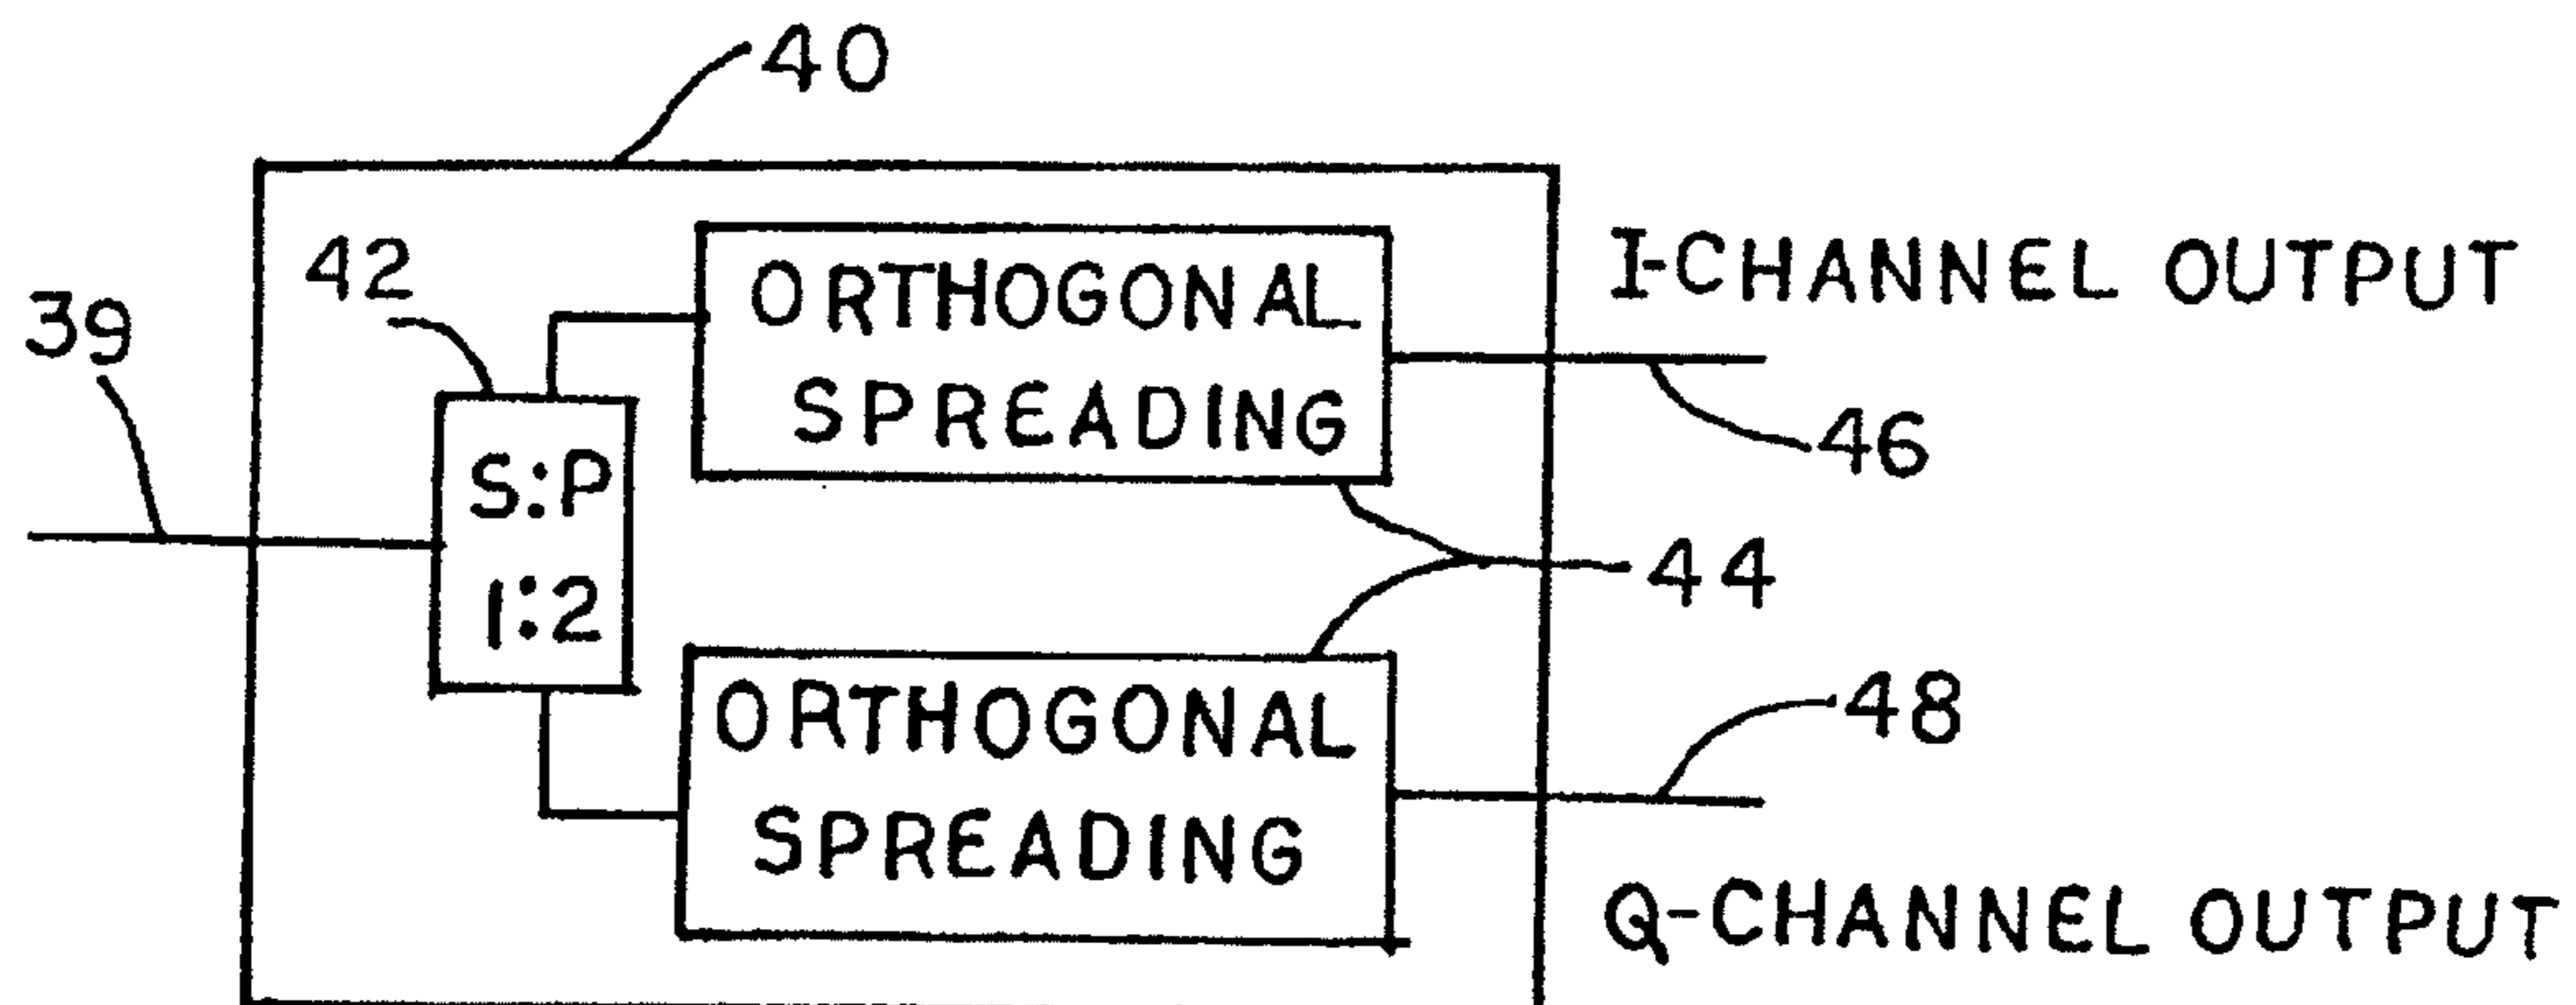 40
42
39
ORTHOGONAL
SPREADING
I-CHANNEL OUTPUT
46
S:P
1:2
44
ORTHOGONAL
SPREADING
48
Q-CHANNEL OUTPUT